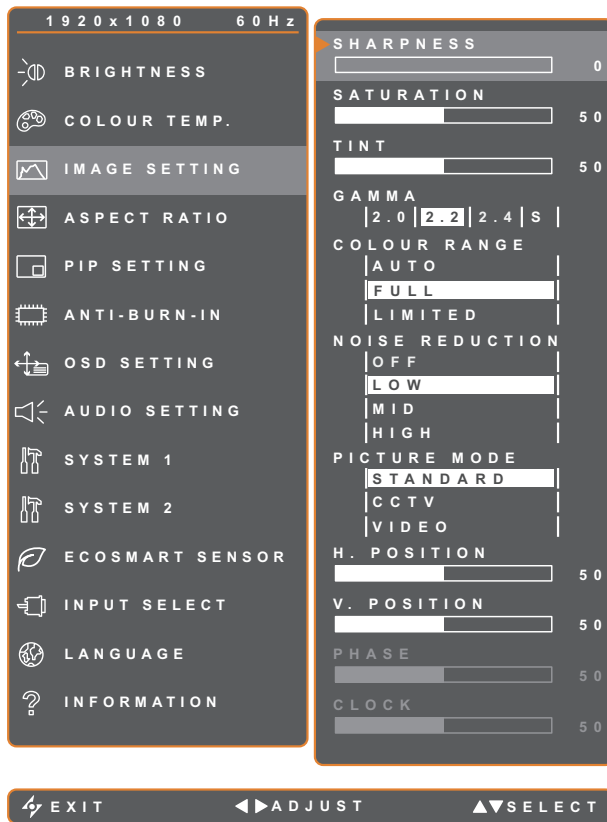 1920x1080 60Hz
BRIGHTNESS
COLOUR TEMP.
IMAGE SETTING
ASPECT RATIO
PIP SETTING
ANTI-BURN-IN
OSD SETTING
AUDIO SETTING
SYSTEM 1
SYSTEM 2
ECOSMART SENSOR
INPUT SELECT
LANGUAGE
INFORMATION
SHARPNESS
0
SATURATION
50
TINT
50
GAMMA
2.0 2.2 2.4 S
COLOUR RANGE
AUTO
FULL
LIMITED
NOISE REDUCTION
OFF
LOW
MID
HIGH
PICTURE MODE
STANDARD
CCTV
VIDEO
H. POSITION
50
V. POSITION
50
PHASE
50
CLOCK
50
EXIT ADJUST SELECT